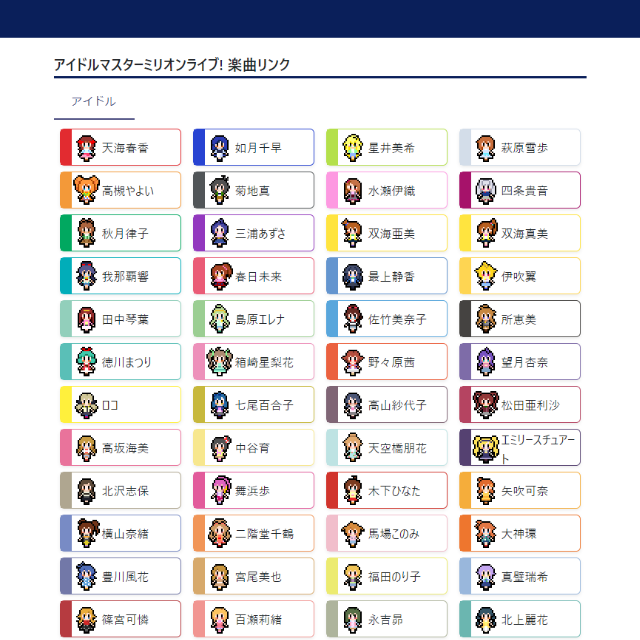 アイドルマスターミリオンライブ! 楽曲リンク
アイドル
天海春香 如月千早 星井美希 萩原雪歩
高槻やよい 菊地真 水瀬伊織 四条貴音
秋月律子 三浦あずさ 双海亜美 双海真美
我那覇響 春日未来 最上静香 伊吹翼
田中琴葉 島原エレナ 佐竹美奈子 所恵美
徳川まつり 箱崎星梨花 野々原茜 望月杏奈
ロコ 七尾百合子 高山紗代子 松田亜利沙
高坂海美 中谷育 天空橋朋花 エミリースチュアート
北沢志保 舞浜歩 木下ひなた 矢吹可奈
横山奈緒 二階堂千鶴 馬場このみ 大神環
豊川風花 宮尾美也 福田のり子 真壁瑞希
篠宮可憐 百瀬莉緒 永吉昴 北上麗花